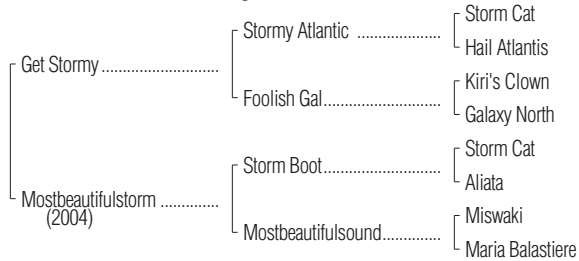 Storm Cat
Stormy Atlantic ...................
Hail Atlantis
Get Stormy ...........................
Kiri's Clown
Foolish Gal...........................
Galaxy North
Storm Cat
Storm Boot...........................
Aliata
Mostbeautifulstorm ..............
(2004)
Miswaki
Mostbeautifulsound..............
Maria Balastiere